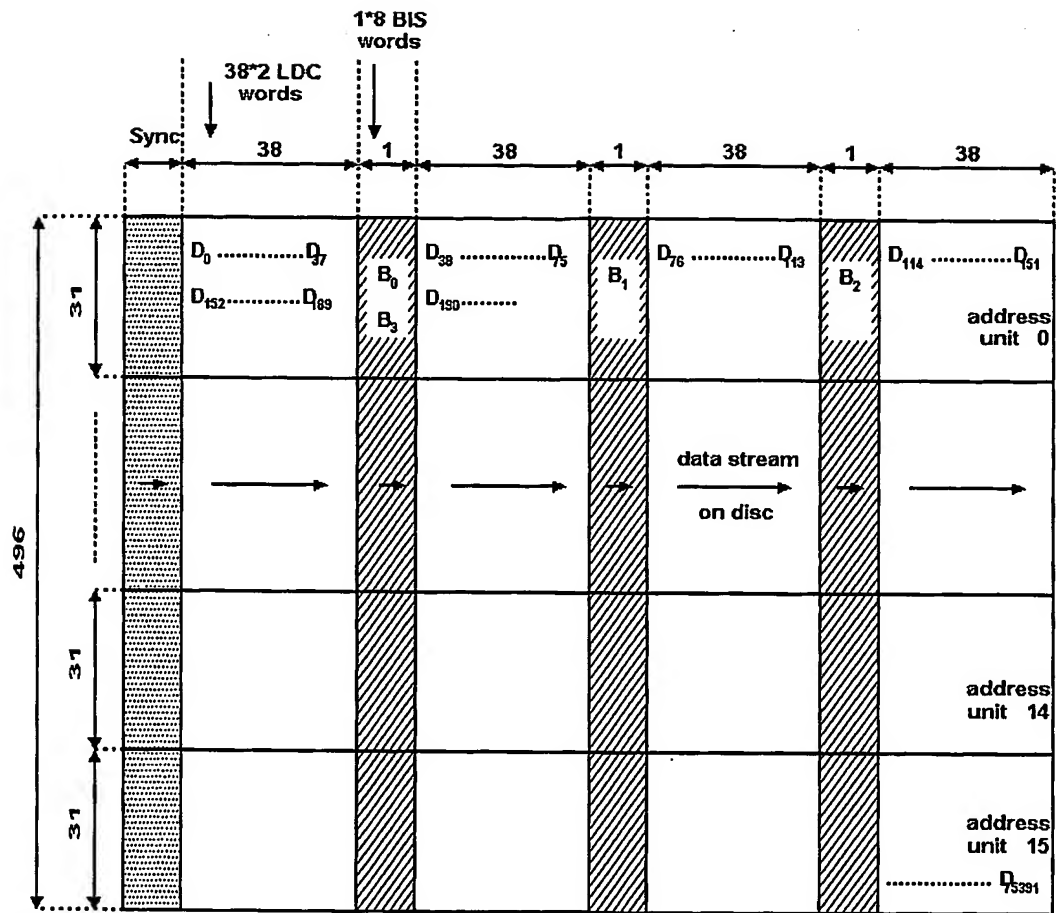 1*8 BIS
words
38*2 LDC
words
Sync
38
1
38
1
38
1
38
D0 ................ D37
B0
D38 ................ D75
B1
D76 ................ D113
B2
D114 ................ D151
D152 ................ D189
B3
D190 ..........
31
address
unit 0
data stream
on disc
496
31
address
unit 14
31
address
unit 15
.................... D75391